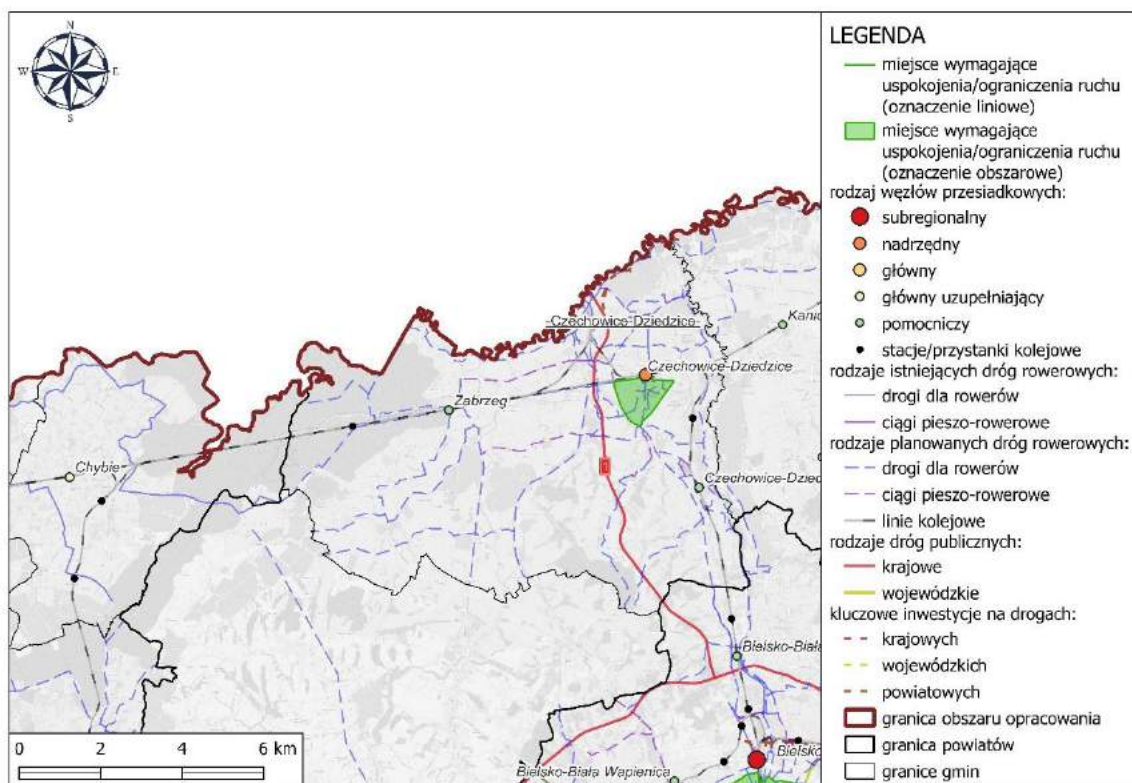 N
W E
S
Czechowice-Dziedzice
Kanio
Czechowice-Dziedzice
Zabrzeg
Chybie
Czechowice-Dzied
Bielsko-Biała
Bielsko
Bielsko-Biała Wapienica
0 2 4 6 km
LEGENDA
miejsce wymagające
uspokojenia/ograniczenia ruchu
(oznaczenie liniowe)
miejsce wymagające
uspokojenia/ograniczenia ruchu
(oznaczenie obszarowe)
rodzaj węzłów przesiadkowych:
subregionalny
nadrzędny
główny
główny uzupełniający
pomocniczy
stacje/przystanki kolejowe
rodzaje istniejących dróg rowerowych:
drogi dla rowerów
ciągi pieszo-rowerowe
rodzaje planowanych dróg rowerowych:
drogi dla rowerów
ciągi pieszo-rowerowe
linie kolejowe
rodzaje dróg publicznych:
krajowe
wojewódzkie
kluczowe inwestycje na drogach:
krajowych
wojewódzkich
powiatowych
granica obszaru opracowania
granica powiatów
granice gmin